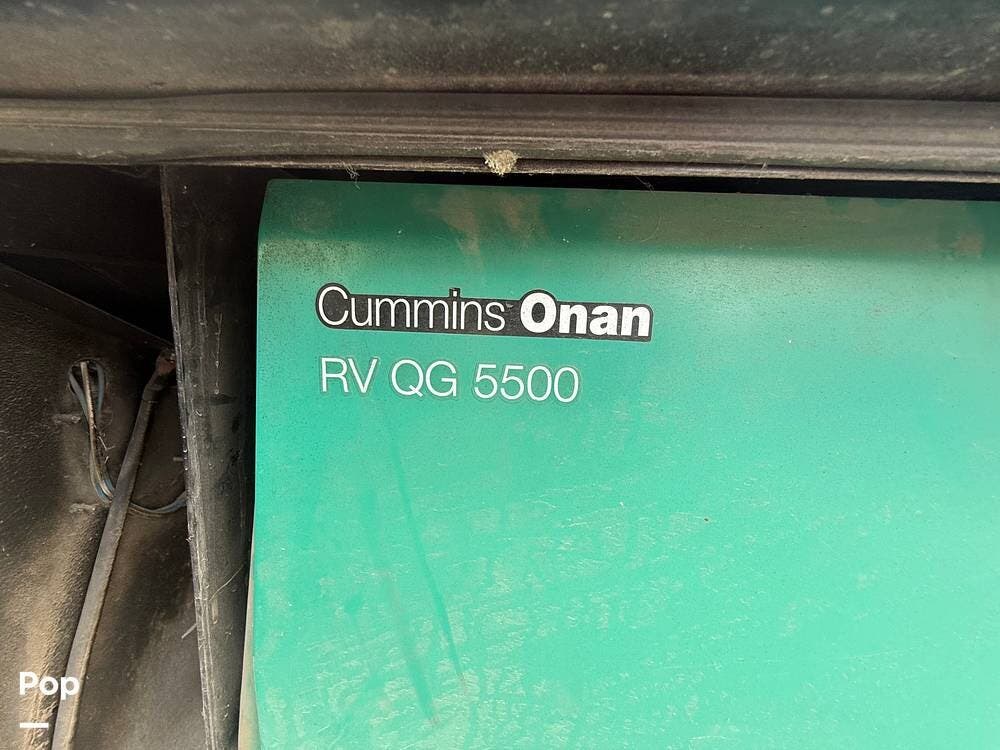 Cummins Onan
RV QG 5500
Pop